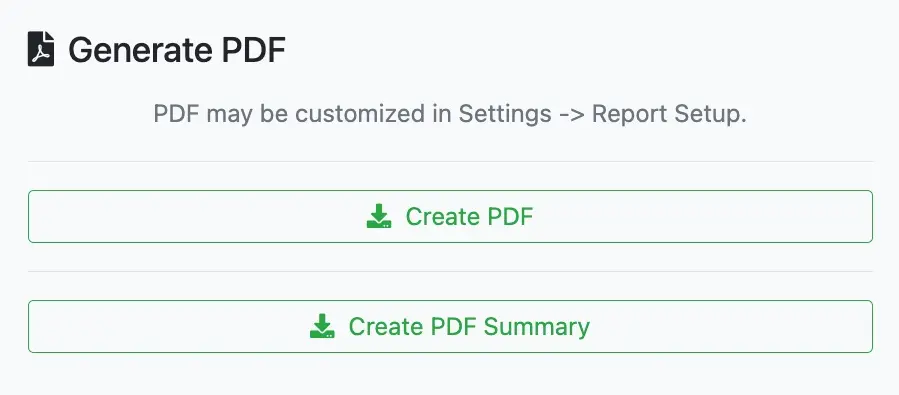 Generate PDF
PDF may be customized in Settings -> Report Setup.
Create PDF
Create PDF Summary